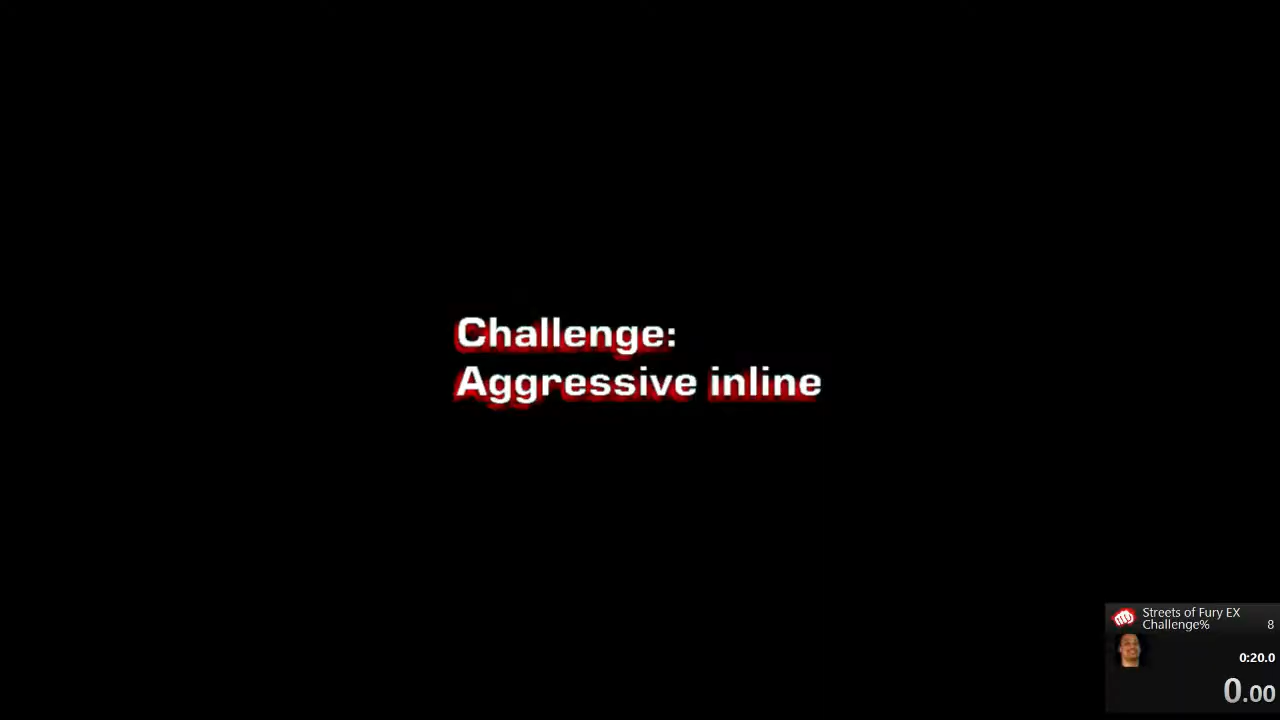 Challenge:
Aggressive inline
Streets of Fury EX
Challenge% 8
0:20.0
0.00